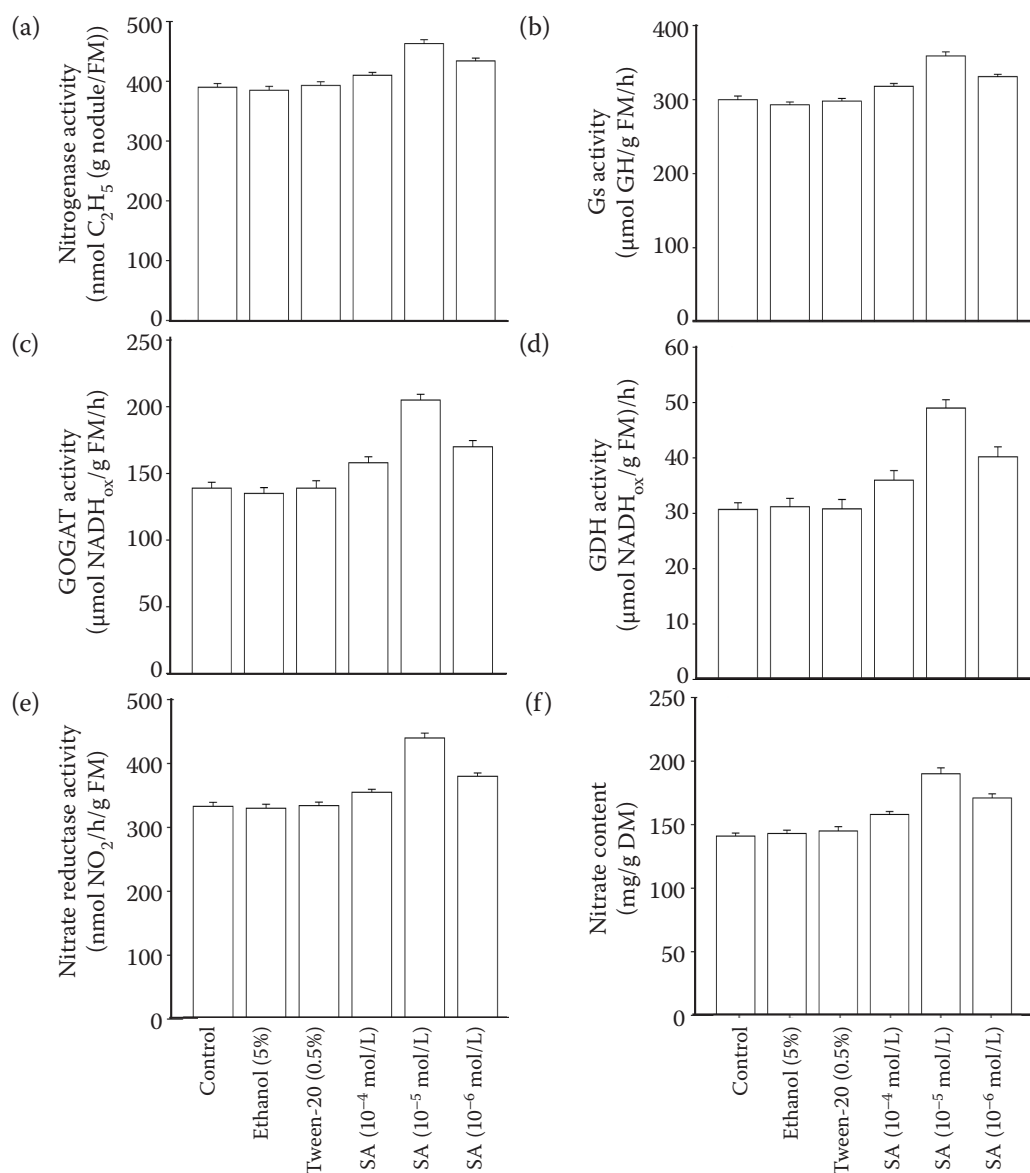 (a)
Nitrogenase activity
(nmol C₂H₅ (g nodule/FM))
500
400
300
200
100
0
(b)
Gs activity
(µmol GH/g FM/h)
400
300
200
100
0
(c)
GOGAT activity
(µmol NADHₒₓ/g FM/h)
250
200
150
100
50
0
(d)
GDH activity
(µmol NADHₒₓ/g FM)/h)
60
50
40
30
20
10
0
(e)
Nitrate reductase activity
(nmol NO₂/h/g FM)
500
400
300
200
100
0
Control
Ethanol (5%)
Tween-20 (0.5%)
SA (10⁻⁴ mol/L)
SA (10⁻⁵ mol/L)
SA (10⁻⁶ mol/L)
(f)
Nitrate content
(mg/g DM)
250
200
150
100
50
0
Control
Ethanol (5%)
Tween-20 (0.5%)
SA (10⁻⁴ mol/L)
SA (10⁻⁵ mol/L)
SA (10⁻⁶ mol/L)